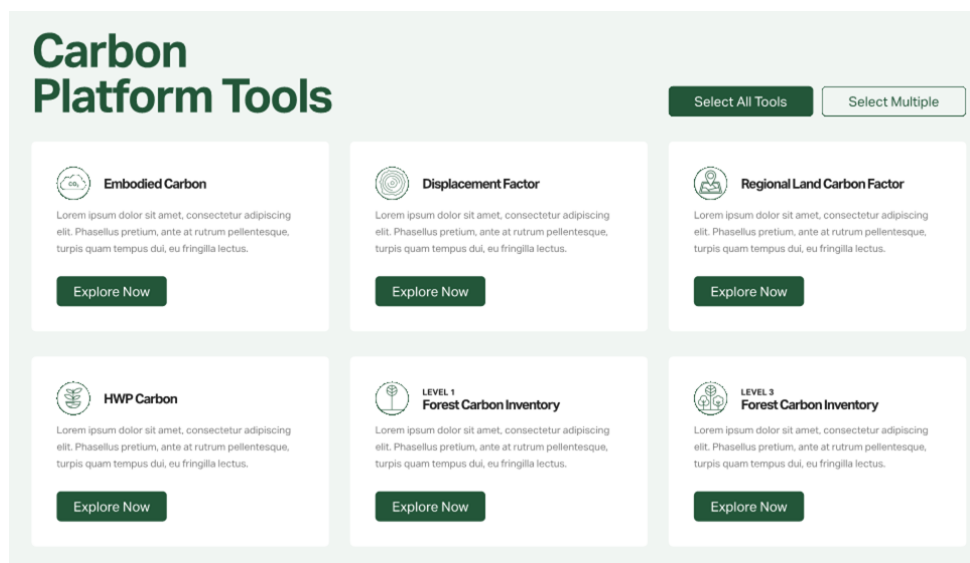 Carbon
Platform Tools
Select All Tools
Select Multiple
CO₂
Embodied Carbon
Lorem ipsum dolor sit amet, consectetur adipiscing
elit. Phasellus pretium, ante at rutrum pellentesque,
turpis quam tempus dui, eu fringilla lectus.
Explore Now
Displacement Factor
Lorem ipsum dolor sit amet, consectetur adipiscing
elit. Phasellus pretium, ante at rutrum pellentesque,
turpis quam tempus dui, eu fringilla lectus.
Explore Now
Regional Land Carbon Factor
Lorem ipsum dolor sit amet, consectetur adipiscing
elit. Phasellus pretium, ante at rutrum pellentesque,
turpis quam tempus dui, eu fringilla lectus.
Explore Now
HWP Carbon
Lorem ipsum dolor sit amet, consectetur adipiscing
elit. Phasellus pretium, ante at rutrum pellentesque,
turpis quam tempus dui, eu fringilla lectus.
Explore Now
LEVEL 1
Forest Carbon Inventory
Lorem ipsum dolor sit amet, consectetur adipiscing
elit. Phasellus pretium, ante at rutrum pellentesque,
turpis quam tempus dui, eu fringilla lectus.
Explore Now
LEVEL 3
Forest Carbon Inventory
Lorem ipsum dolor sit amet, consectetur adipiscing
elit. Phasellus pretium, ante at rutrum pellentesque,
turpis quam tempus dui, eu fringilla lectus.
Explore Now